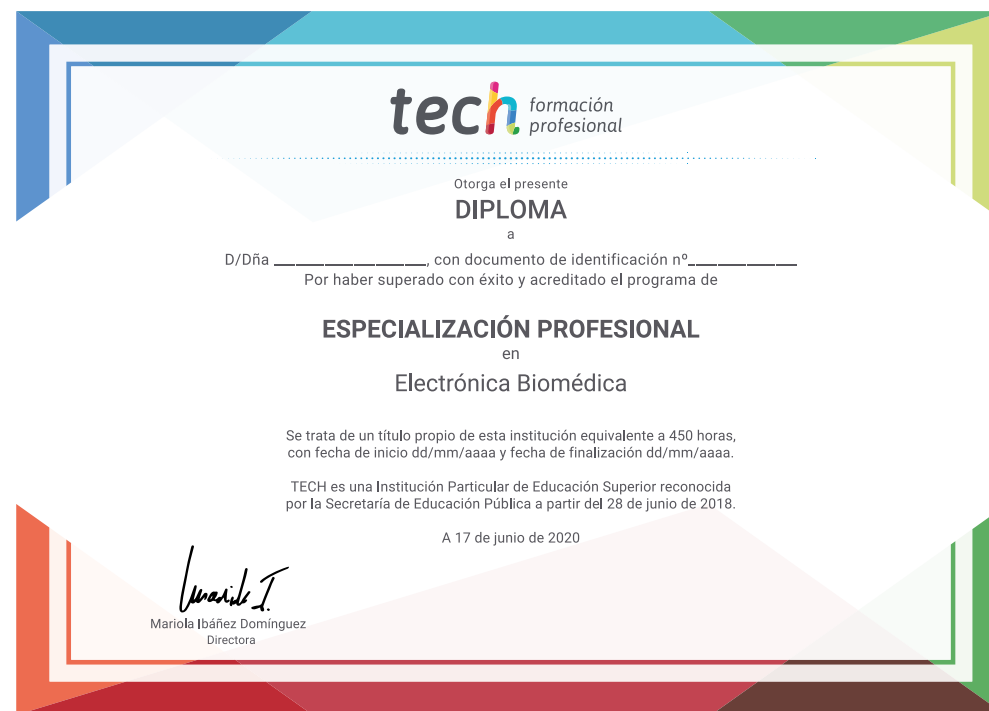 tech formación
profesional
Otorga el presente
DIPLOMA
a
D/Dña ________________, con documento de identificación nº___________
Por haber superado con éxito y acreditado el programa de
ESPECIALIZACIÓN PROFESIONAL
en
Electrónica Biomédica
Se trata de un título propio de esta institución equivalente a 450 horas,
con fecha de inicio dd/mm/aaaa y fecha de finalización dd/mm/aaaa.
TECH es una Institución Particular de Educación Superior reconocida
por la Secretaría de Educación Pública a partir del 28 de junio de 2018.
A 17 de junio de 2020
Mariola Ibáñez Domínguez
Directora